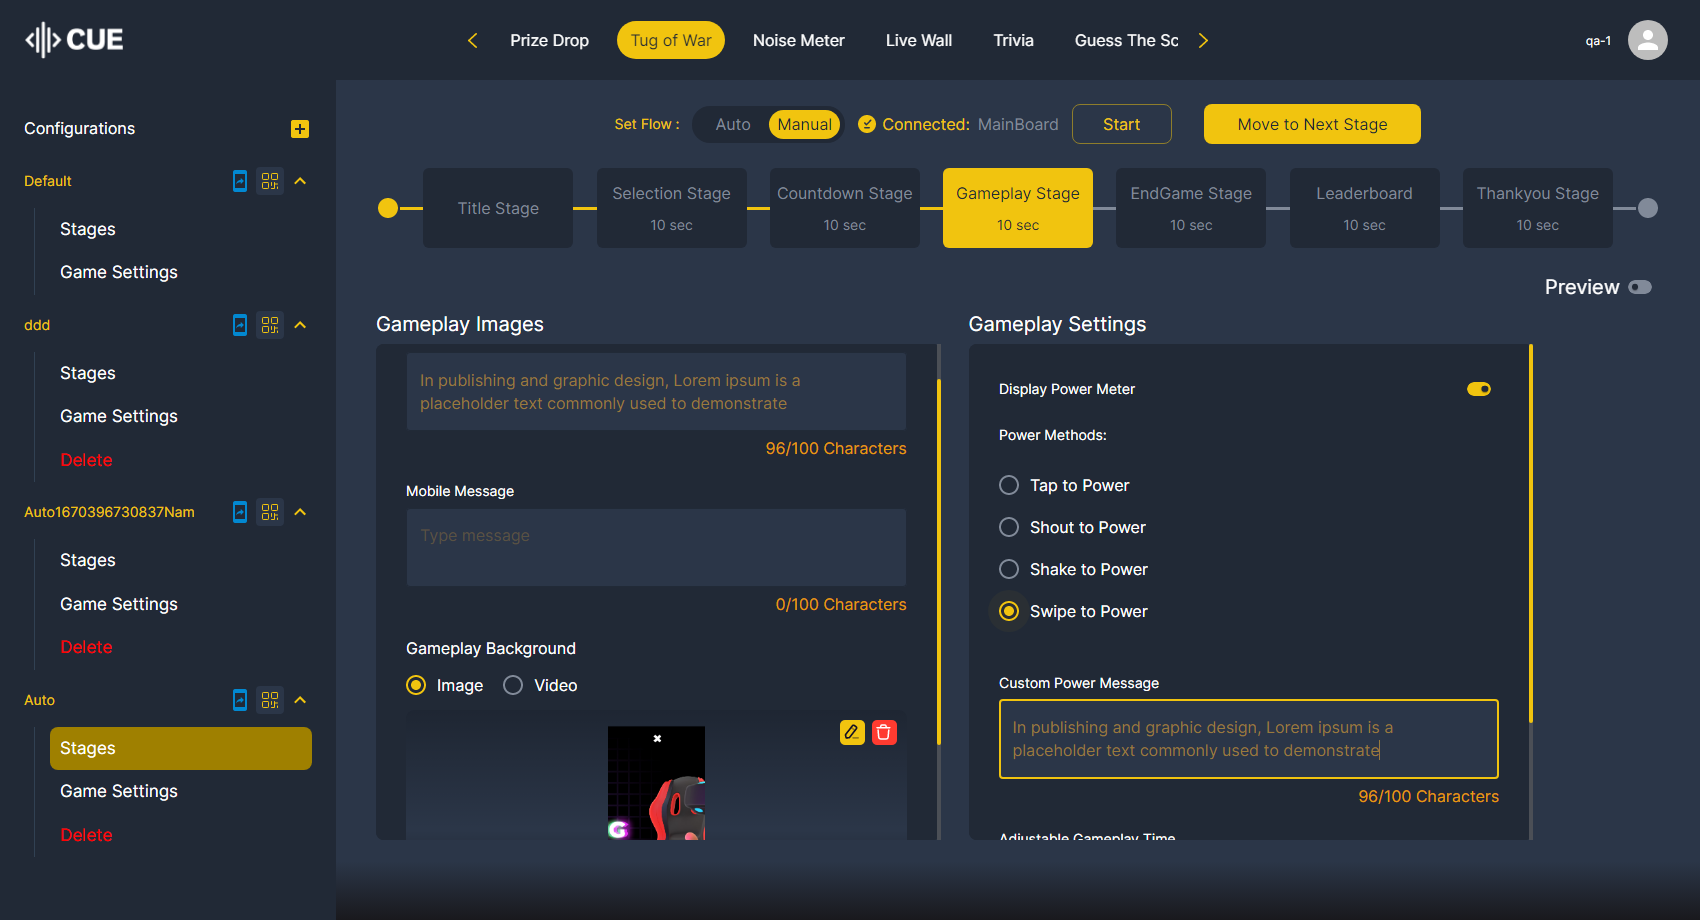 CUE
Prize Drop
Tug of War
Noise Meter
Live Wall
Trivia
Guess The Sc
qa-1
Configurations
Default
Stages
Game Settings
ddd
Stages
Game Settings
Delete
Auto1670396730837Nam
Stages
Game Settings
Delete
Auto
Stages
Game Settings
Delete
Set Flow :
Auto
Manual
Connected: MainBoard
Start
Move to Next Stage
Title Stage
Selection Stage
10 sec
Countdown Stage
10 sec
Gameplay Stage
10 sec
EndGame Stage
10 sec
Leaderboard
10 sec
Thankyou Stage
10 sec
Preview
Gameplay Images
In publishing and graphic design, Lorem ipsum is a
placeholder text commonly used to demonstrate
96/100 Characters
Mobile Message
Type message
0/100 Characters
Gameplay Background
Image
Video
G
Gameplay Settings
Display Power Meter
Power Methods:
Tap to Power
Shout to Power
Shake to Power
Swipe to Power
Custom Power Message
In publishing and graphic design, Lorem ipsum is a
placeholder text commonly used to demonstrate
96/100 Characters
Adjustable Gameplay Time